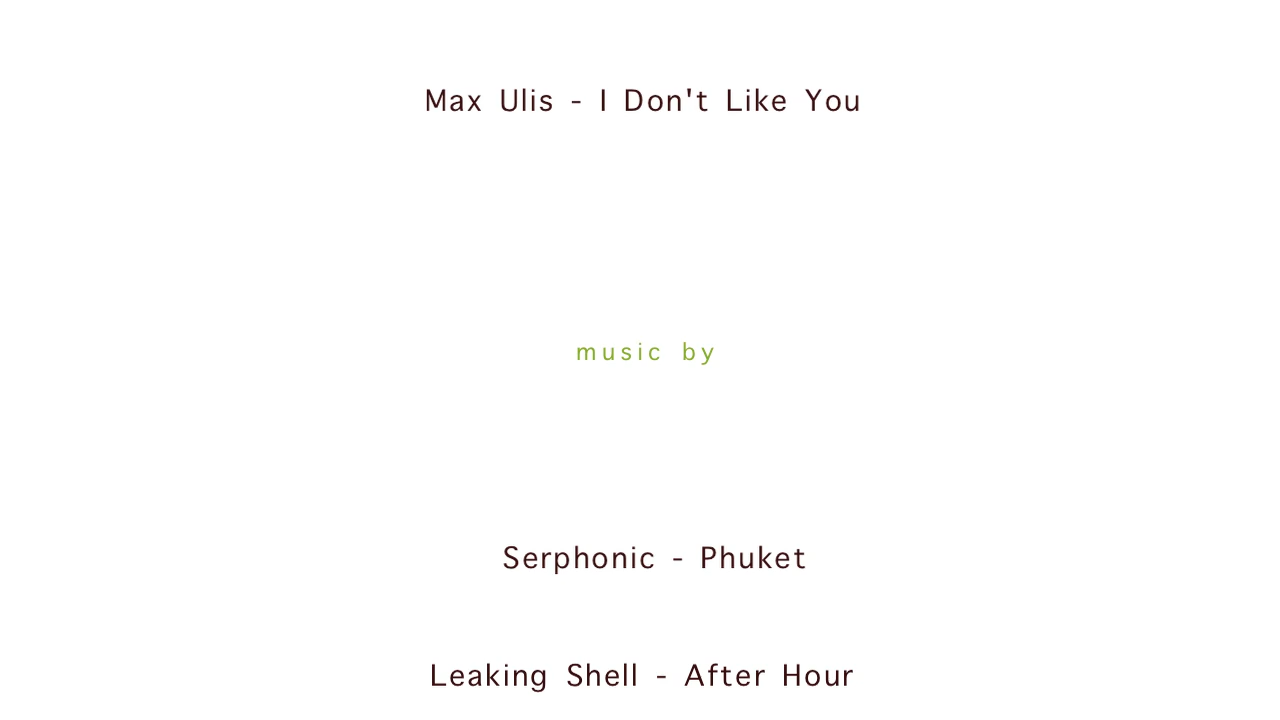 Max Ulis - I Don't Like You
music by
Serphonic - Phuket
Leaking Shell - After Hour